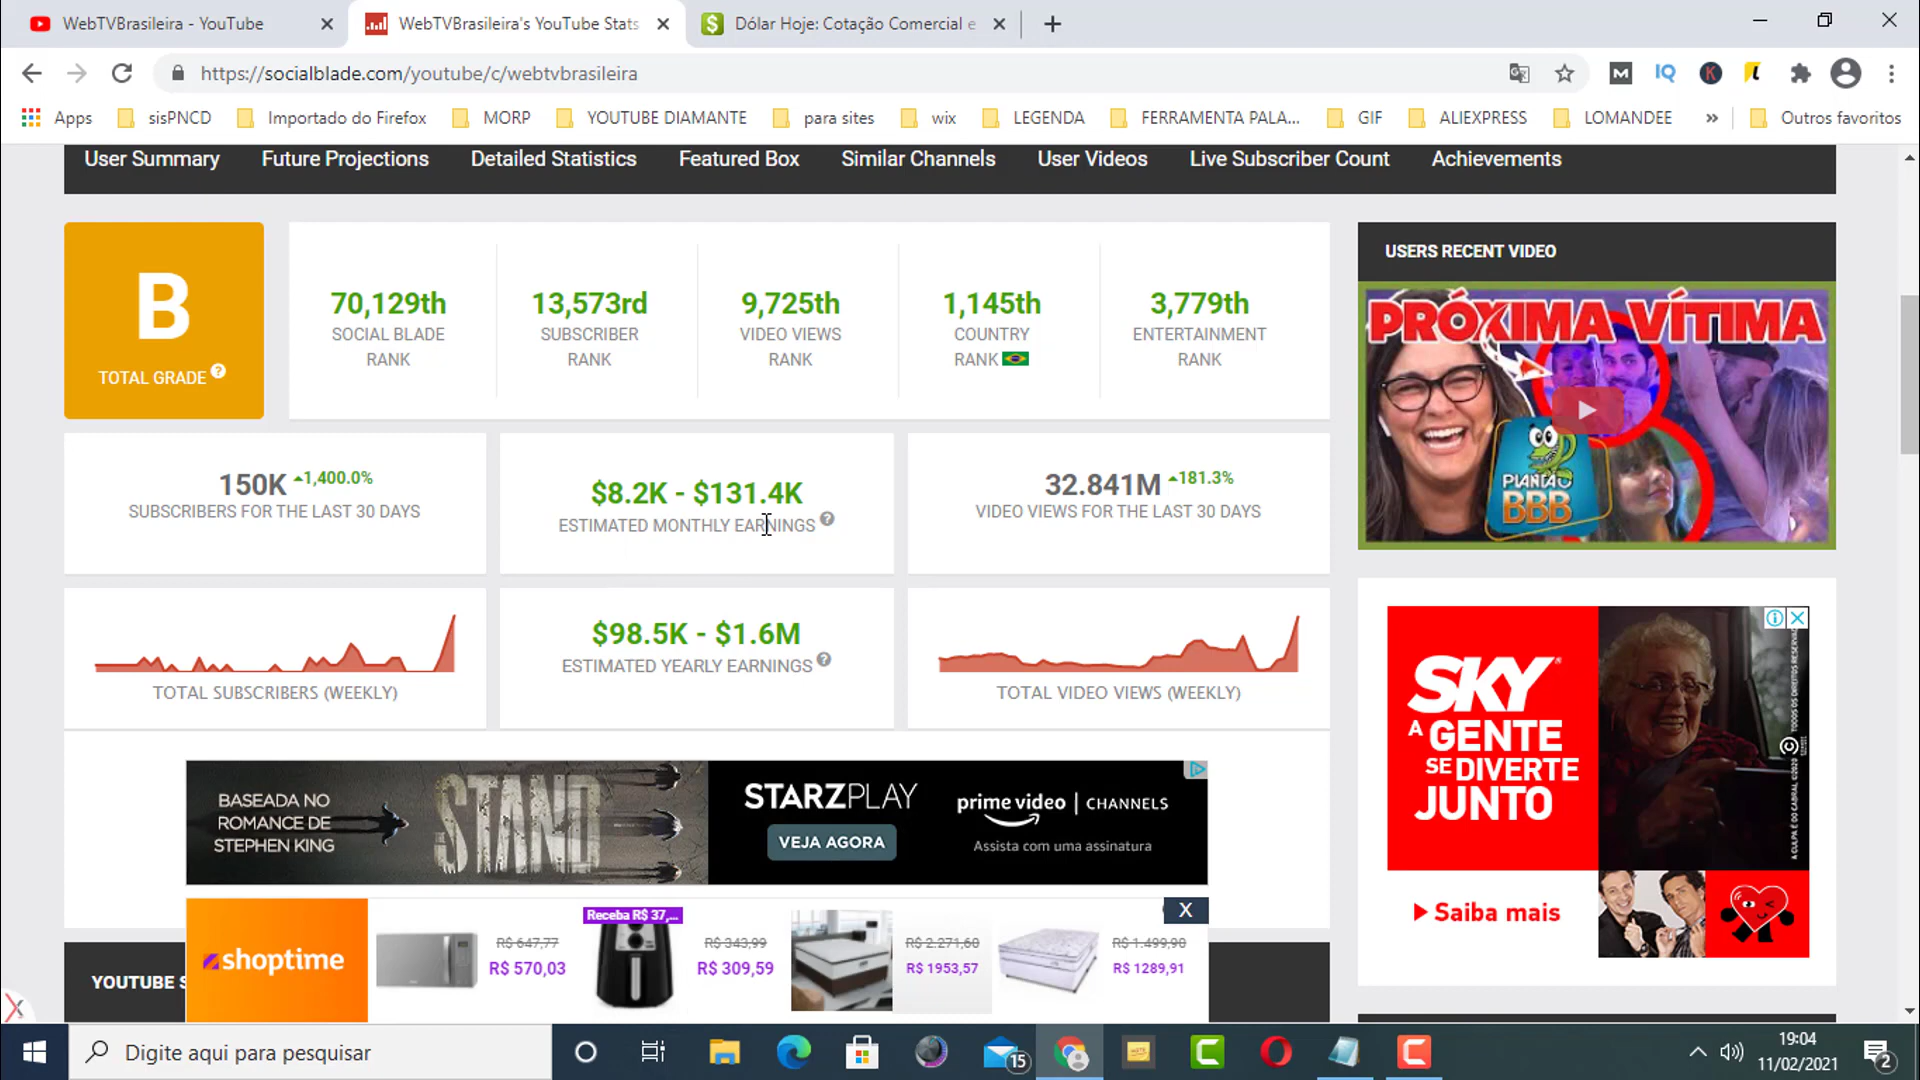 WebTVBrasileira - YouTube
WebTVBrasileira's YouTube Stats
Dólar Hoje: Cotação Comercial e
https://socialblade.com/youtube/c/webtvbrasileira
Apps
sisPNCD
Importado do Firefox
MORP
YOUTUBE DIAMANTE
para sites
wix
LEGENDA
FERRAMENTA PALA...
GIF
ALIEXPRESS
LOMANDEE
»
Outros favoritos
User Summary
Future Projections
Detailed Statistics
Featured Box
Similar Channels
User Videos
Live Subscriber Count
Achievements
B
TOTAL GRADE
70,129th
SOCIAL BLADE
RANK
13,573rd
SUBSCRIBER
RANK
9,725th
VIDEO VIEWS
RANK
1,145th
COUNTRY
RANK
3,779th
ENTERTAINMENT
RANK
150K 1,400.0%
SUBSCRIBERS FOR THE LAST 30 DAYS
$8.2K - $131.4K
ESTIMATED MONTHLY EARNINGS
32.841M 181.3%
VIDEO VIEWS FOR THE LAST 30 DAYS
TOTAL SUBSCRIBERS (WEEKLY)
$98.5K - $1.6M
ESTIMATED YEARLY EARNINGS
TOTAL VIDEO VIEWS (WEEKLY)
USERS RECENT VIDEO
PRÓXIMA VÍTIMA
PLANTÃO
BBB
SKY
A GENTE
SE DIVERTE
JUNTO
Saiba mais
BASEADA NO
ROMANCE DE
STEPHEN KING
STAND
STARZPLAY
VEJA AGORA
prime video | CHANNELS
Assista com uma assinatura
X
shoptime
R$ 647,77
R$ 570,03
Receba R$ 37,...
R$ 343,99
R$ 309,59
R$ 2.271,60
R$ 1953,57
R$ 1.499,90
R$ 1289,91
YOUTUBE S
Digite aqui para pesquisar
15
19:04
11/02/2021
2